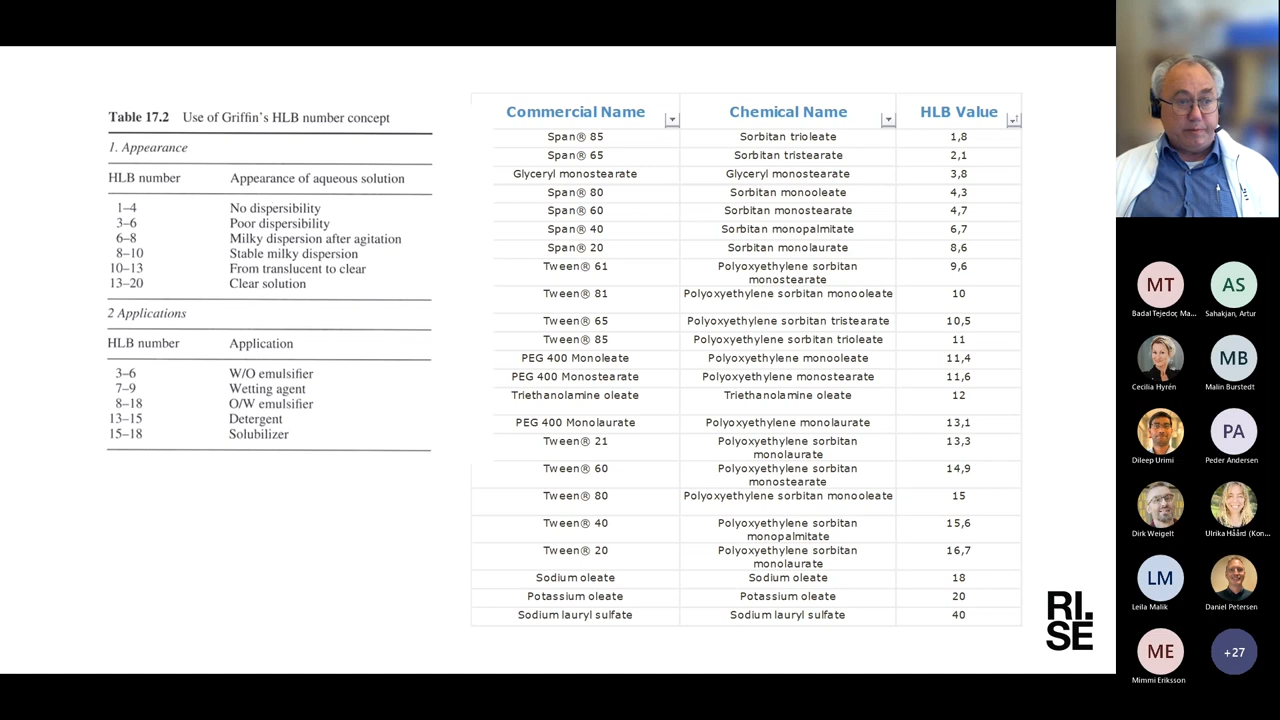 Table 17.2 Use of Griffin's HLB number concept
1. Appearance
HLB number Appearance of aqueous solution
1–4 No dispersibility
3–6 Poor dispersibility
6–8 Milky dispersion after agitation
8–10 Stable milky dispersion
10–13 From translucent to clear
13–20 Clear solution
2 Applications
HLB number Application
3–6 W/O emulsifier
7–9 Wetting agent
8–18 O/W emulsifier
13–15 Detergent
15–18 Solubilizer
Commercial Name Chemical Name HLB Value
Span® 85 Sorbitan trioleate 1,8
Span® 65 Sorbitan tristearate 2,1
Glyceryl monostearate Glyceryl monostearate 3,8
Span® 80 Sorbitan monooleate 4,3
Span® 60 Sorbitan monostearate 4,7
Span® 40 Sorbitan monopalmitate 6,7
Span® 20 Sorbitan monolaurate 8,6
Tween® 61 Polyoxyethylene sorbitan 9,6
monostearate
Tween® 81 Polyoxyethylene sorbitan monooleate 10
Tween® 65 Polyoxyethylene sorbitan tristearate 10,5
Tween® 85 Polyoxyethylene sorbitan trioleate 11
PEG 400 Monoleate Polyoxyethylene monooleate 11,4
PEG 400 Monostearate Polyoxyethylene monostearate 11,6
Triethanolamine oleate Triethanolamine oleate 12
PEG 400 Monolaurate Polyoxyethylene monolaurate 13,1
Tween® 21 Polyoxyethylene sorbitan 13,3
monolaurate
Tween® 60 Polyoxyethylene sorbitan 14,9
monostearate
Tween® 80 Polyoxyethylene sorbitan monooleate 15
Tween® 40 Polyoxyethylene sorbitan 15,6
monopalmitate
Tween® 20 Polyoxyethylene sorbitan 16,7
monolaurate
Sodium oleate Sodium oleate 18
Potassium oleate Potassium oleate 20
Sodium lauryl sulfate Sodium lauryl sulfate 40
RI.
SE
MT AS
Badal Tejedor, Ma... Sahakjan, Artur
MB
Cecilia Hyrén Malin Burstedt
PA
Dileep Urimi Peder Andersen
Dirk Weigelt Ulrika Håård (Kon...
LM
Leila Malik Daniel Petersen
ME +27
Mimmi Eriksson